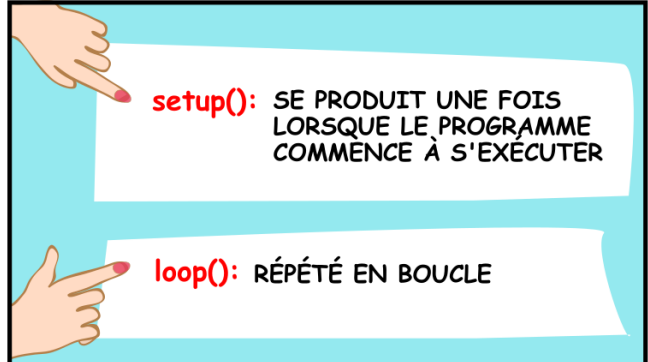 setup(): SE PRODUIT UNE FOIS
LORSQUE LE PROGRAMME
COMMENCE À S'EXÉCUTER
loop(): RÉPÉTÉ EN BOUCLE